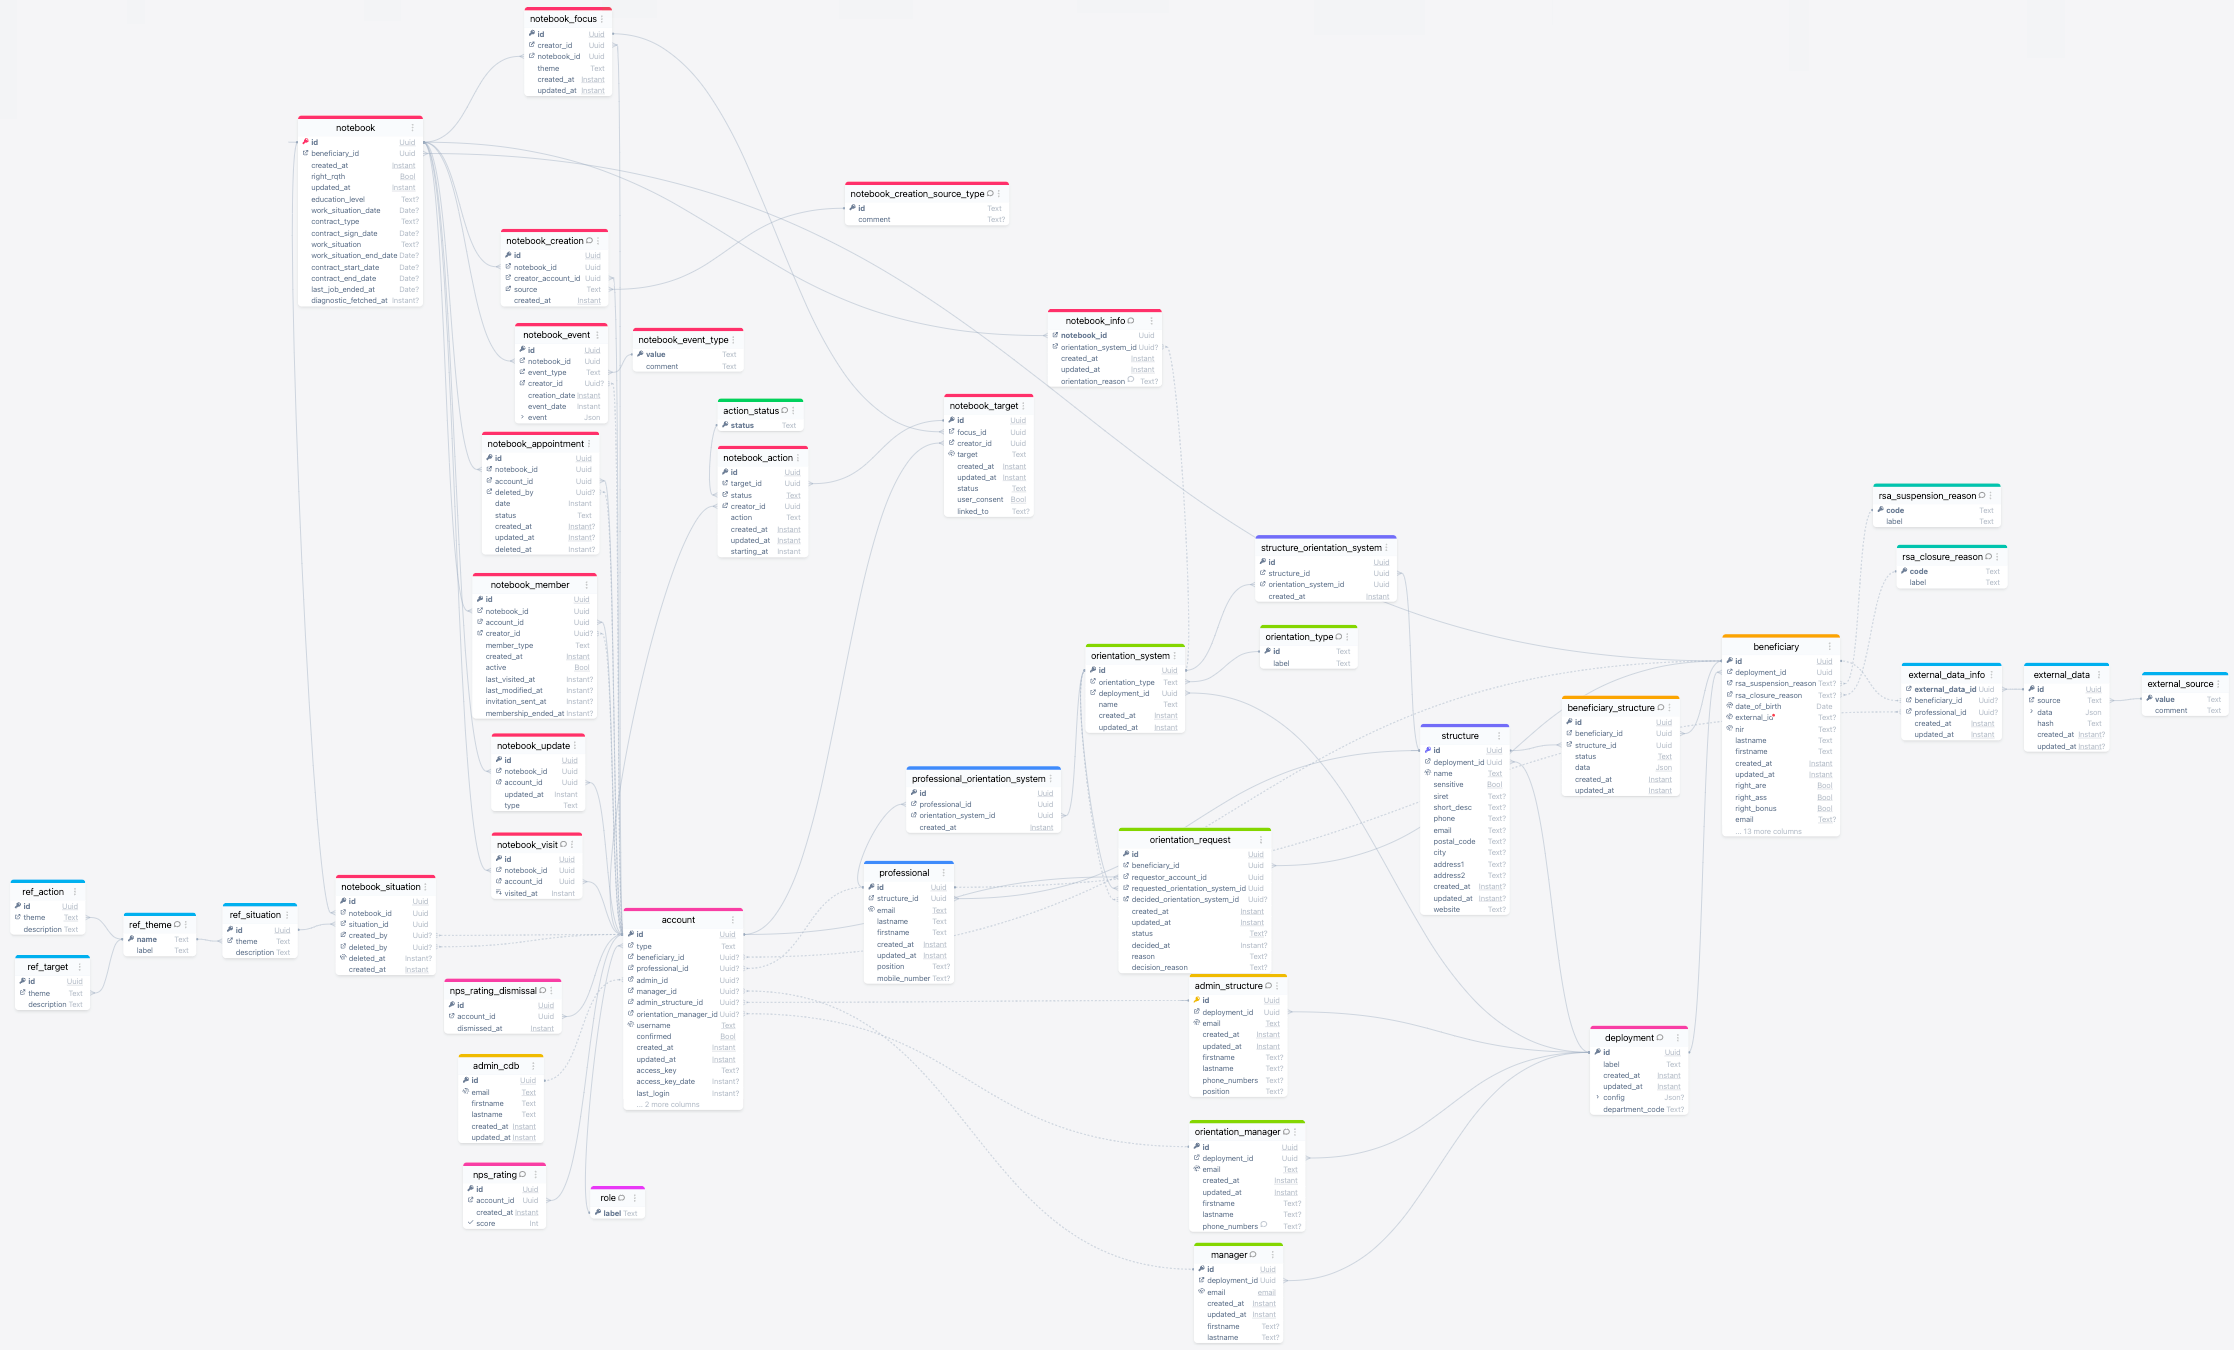 notebook_focus
id Uuid
creator_id Uuid
notebook_id Uuid
theme Text
created_at Instant
updated_at Instant
notebook
id Uuid
beneficiary_id Uuid
created_at Instant
right_rqth Bool
updated_at Instant
education_level Text?
work_situation_date Date?
contract_type Text?
contract_sign_date Date?
work_situation Text?
work_situation_end_date Date?
contract_start_date Date?
contract_end_date Date?
last_job_ended_at Date?
diagnostic_fetched_at Instant?
notebook_creation_source_type
id Text
comment Text?
notebook_creation
id Uuid
notebook_id Uuid
creator_account_id Uuid
source Text
created_at Instant
notebook_event
id Uuid
notebook_id Uuid
event_type Text
creator_id Uuid?
creation_date Instant
event_date Instant
event Json
notebook_event_type
value Text
comment Text
notebook_info
notebook_id Uuid
orientation_system_id Uuid?
created_at Instant
updated_at Instant
orientation_reason Text?
action_status
status Text
notebook_target
id Uuid
focus_id Uuid
creator_id Uuid
target Text
created_at Instant
updated_at Instant
status Text
user_consent Bool
linked_to Text?
notebook_appointment
id Uuid
notebook_id Uuid
account_id Uuid
deleted_by Uuid?
date Instant
status Text
created_at Instant?
updated_at Instant?
deleted_at Instant?
notebook_action
id Uuid
target_id Uuid
status Text
creator_id Uuid
action Text
created_at Instant
updated_at Instant
starting_at Instant
rsa_suspension_reason
code Text
label Text
structure_orientation_system
id Uuid
structure_id Uuid
orientation_system_id Uuid
created_at Instant
rsa_closure_reason
code Text
label Text
notebook_member
id Uuid
notebook_id Uuid
account_id Uuid
creator_id Uuid?
member_type Text
created_at Instant
active Bool
last_visited_at Instant?
last_modified_at Instant?
invitation_sent_at Instant?
membership_ended_at Instant?
orientation_type
id Text
label Text
orientation_system
id Uuid
orientation_type Text
deployment_id Uuid
name Text
created_at Instant
updated_at Instant
beneficiary
id Uuid
deployment_id Uuid
rsa_suspension_reason Text?
rsa_closure_reason Text?
date_of_birth Date
external_id Text?
nir Text?
lastname Text
firstname Text
created_at Instant
updated_at Instant
right_are Bool
right_ass Bool
right_bonus Bool
email Text?
... 13 more columns
external_data_info
external_data_id Uuid
beneficiary_id Uuid?
professional_id Uuid?
created_at Instant
updated_at Instant
external_data
id Uuid
source Text
data Json
hash Text
created_at Instant?
updated_at Instant?
external_source
value Text
comment Text
beneficiary_structure
id Uuid
beneficiary_id Uuid
structure_id Uuid
status Text
data Json
created_at Instant
updated_at Instant
structure
id Uuid
deployment_id Uuid
name Text
sensitive Bool
siret Text?
short_desc Text?
phone Text?
email Text?
postal_code Text?
city Text?
address1 Text?
address2 Text?
created_at Instant?
updated_at Instant?
website Text?
notebook_update
id Uuid
notebook_id Uuid
account_id Uuid
updated_at Instant
type Text
professional_orientation_system
id Uuid
professional_id Uuid
orientation_system_id Uuid
created_at Instant
notebook_visit
id Uuid
notebook_id Uuid
account_id Uuid
visited_at Instant
orientation_request
id Uuid
beneficiary_id Uuid
requestor_account_id Uuid
requested_orientation_system_id Uuid
decided_orientation_system_id Uuid?
created_at Instant
updated_at Instant
status Text?
decided_at Instant?
reason Text?
decision_reason Text?
professional
id Uuid
structure_id Uuid
email Text
lastname Text
firstname Text
created_at Instant
updated_at Instant
position Text?
mobile_number Text?
ref_action
id Uuid
theme Text
description Text
ref_theme
name Text
label Text
ref_situation
id Uuid
theme Text
description Text
notebook_situation
id Uuid
notebook_id Uuid
situation_id Uuid
created_by Uuid?
deleted_by Uuid?
deleted_at Instant?
created_at Instant
ref_target
id Uuid
theme Text
description Text
account
id Uuid
type Text
beneficiary_id Uuid?
professional_id Uuid?
admin_id Uuid?
manager_id Uuid?
admin_structure_id Uuid?
orientation_manager_id Uuid?
username Text
confirmed Bool
created_at Instant
updated_at Instant
access_key Text?
access_key_date Instant?
last_login Instant?
... 2 more columns
nps_rating_dismissal
id Uuid
account_id Uuid
dismissed_at Instant
admin_structure
id Uuid
deployment_id Uuid
email Text
created_at Instant
updated_at Instant
firstname Text?
lastname Text?
phone_numbers Text?
position Text?
deployment
id Uuid
label Text
created_at Instant
updated_at Instant
config Json?
department_code Text?
admin_cdb
id Uuid
email Text
firstname Text
lastname Text
created_at Instant
updated_at Instant
orientation_manager
id Uuid
deployment_id Uuid
email Text
created_at Instant
updated_at Instant
firstname Text?
lastname Text?
phone_numbers Text?
nps_rating
id Uuid
account_id Uuid
created_at Instant
score Int
role
label Text
manager
id Uuid
deployment_id Uuid
email email
created_at Instant
updated_at Instant
firstname Text?
lastname Text?